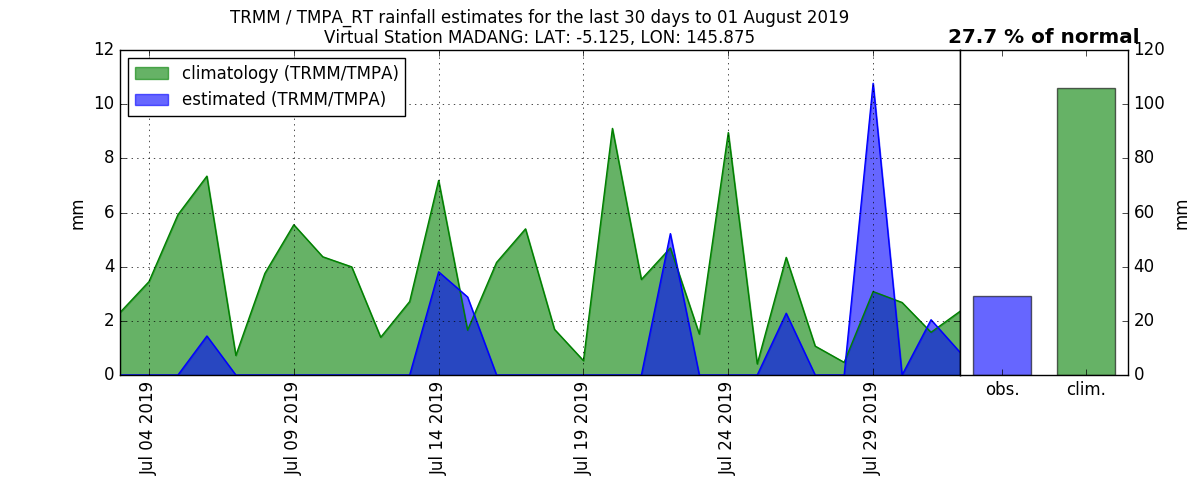 TRMM / TMPA_RT rainfall estimates for the last 30 days to 01 August 2019
Virtual Station MADANG: LAT: -5.125, LON: 145.875
27.7 % of normal
climatology (TRMM/TMPA)
estimated (TRMM/TMPA)
mm
12
10
8
6
4
2
0
Jul 04 2019
Jul 09 2019
Jul 14 2019
Jul 19 2019
Jul 24 2019
Jul 29 2019
obs.
clim.
120
100
80
60
40
20
0
mm